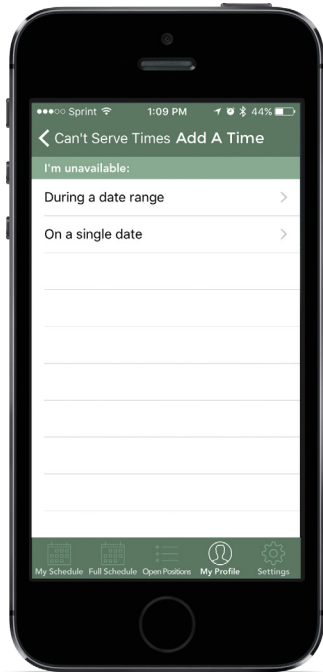 Sprint 1:09 PM 44%
Can't Serve Times Add A Time
I'm unavailable:
During a date range
On a single date
My Schedule Full Schedule Open Positions My Profile Settings